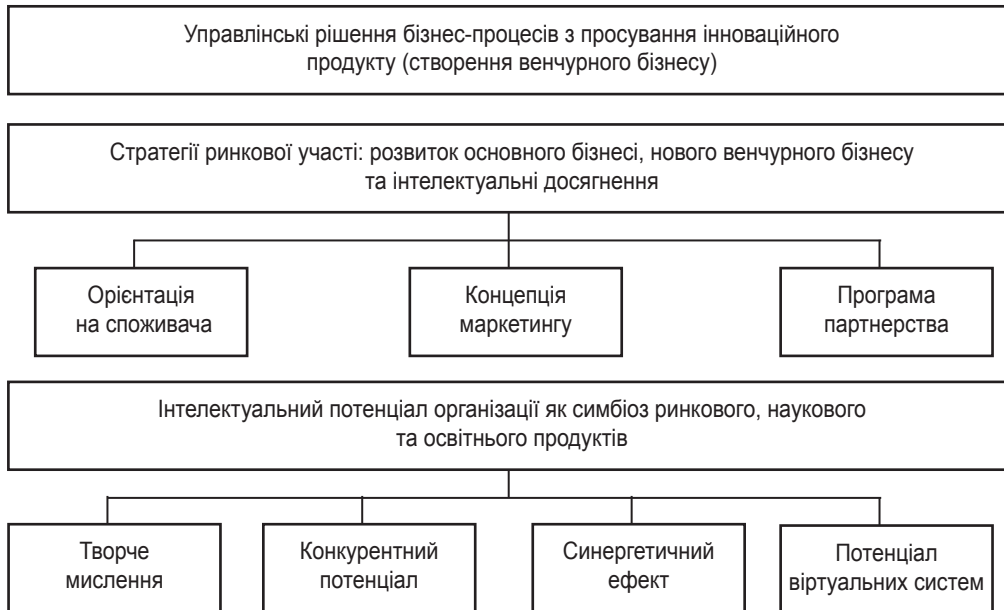 Управлінські рішення бізнес-процесів з просування інноваційного
продукту (створення венчурного бізнесу)
Стратегії ринкової участі: розвиток основного бізнесі, нового венчурного бізнесу
та інтелектуальні досягнення
Орієнтація
на споживача
Концепція
маркетингу
Програма
партнерства
Інтелектуальний потенціал організації як симбіоз ринкового, наукового
та освітнього продуктів
Творче
мислення
Конкурентний
потенціал
Синергетичний
ефект
Потенціал
віртуальних систем